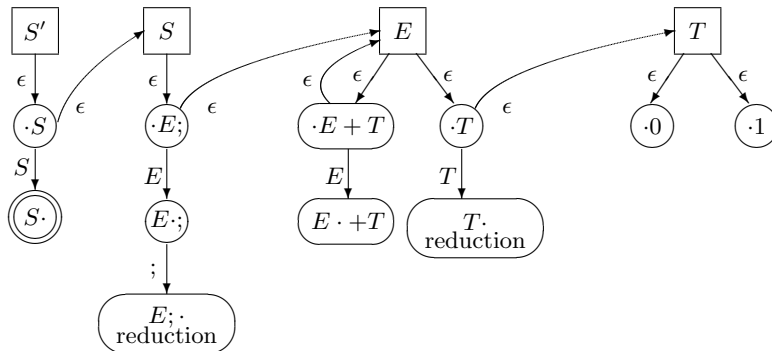 S′ S E T
ϵ ϵ ϵ ϵ ϵ ϵ
ϵ ϵ ϵ ϵ
·S ·E; ·E + T ·T ·0 ·1
S E E T
S· E·; E · +T T·
reduction
;
E; ·
reduction